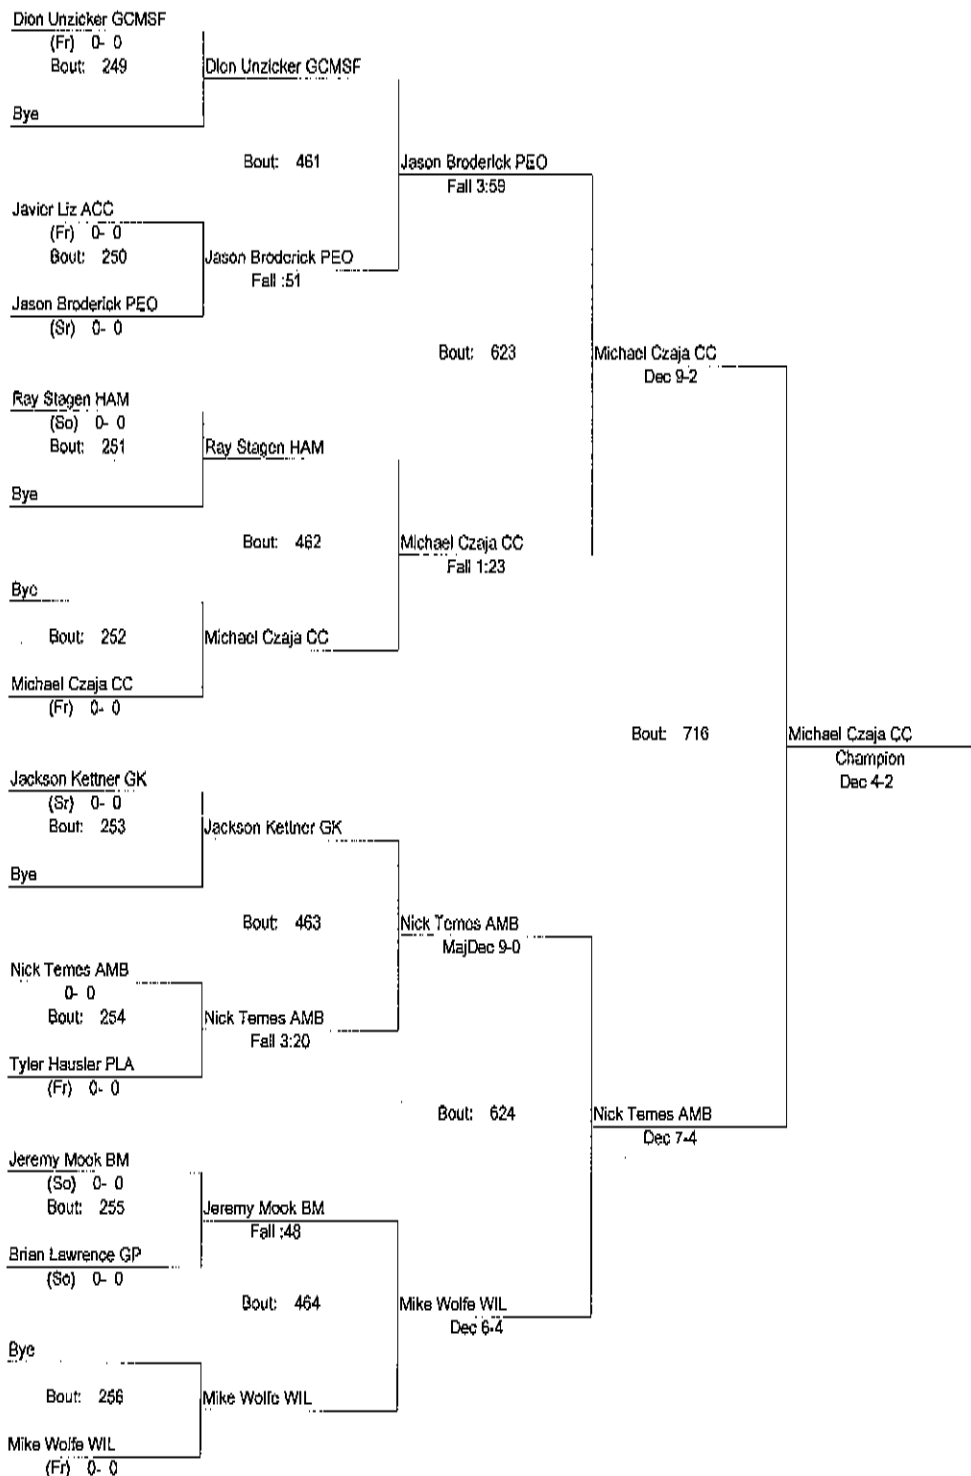 Dion Unzicker GCMSF
(Fr) 0- 0
Bout: 249
Dion Unzicker GCMSF
Bye
Bout: 461
Jason Broderick PEO
Fall 3:59
Javier Liz ACC
(Fr) 0- 0
Bout: 250
Jason Broderick PEO
Fall :51
Jason Broderick PEO
(Sr) 0- 0
Bout: 623
Michael Czaja CC
Dec 9-2
Ray Stagen HAM
(So) 0- 0
Bout: 251
Ray Stagen HAM
Bye
Bout: 462
Michael Czaja CC
Fall 1:23
Bye
Bout: 252
Michael Czaja CC
Michael Czaja CC
(Fr) 0- 0
Bout: 716
Michael Czaja CC
Champion
Dec 4-2
Jackson Kettner GK
(Sr) 0- 0
Bout: 253
Jackson Kettner GK
Bye
Bout: 463
Nick Temes AMB
MajDec 9-0
Nick Temes AMB
0- 0
Bout: 254
Nick Temes AMB
Fall 3:20
Tyler Hausler PLA
(Fr) 0- 0
Bout: 624
Nick Temes AMB
Dec 7-4
Jeremy Mook BM
(So) 0- 0
Bout: 255
Jeremy Mook BM
Fall :48
Brian Lawrence GP
(So) 0- 0
Bout: 464
Mike Wolfe WIL
Dec 6-4
Bye
Bout: 256
Mike Wolfe WIL
Mike Wolfe WIL
(Fr) 0- 0